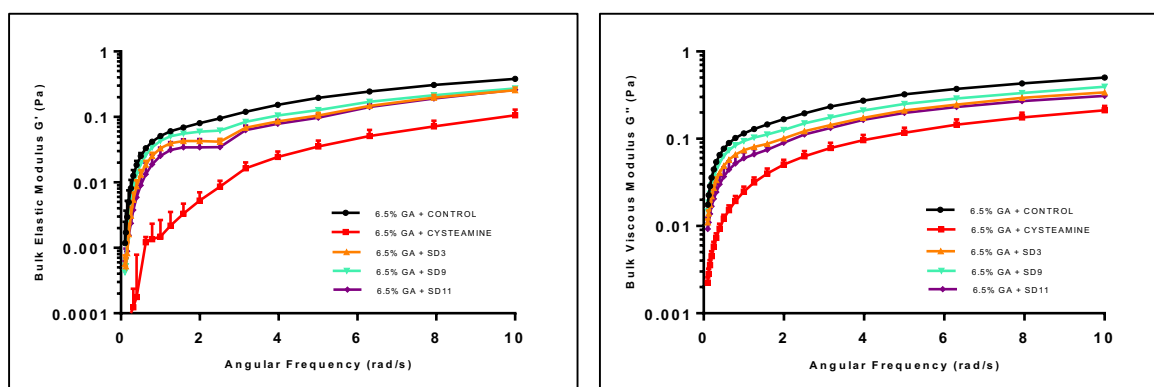 Bulk Elastic Modulus G' (Pa)
1
0.1
0.01
0.001
0.0001
6.5% GA + CONTROL
6.5% GA + CYSTEAMINE
6.5% GA + SD3
6.5% GA + SD9
6.5% GA + SD11
0 2 4 6 8 10
Angular Frequency (rad/s)
Bulk Viscous Modulus G'' (Pa)
1
0.1
0.01
0.001
6.5% GA + CONTROL
6.5% GA + CYSTEAMINE
6.5% GA + SD3
6.5% GA + SD9
6.5% GA + SD11
0 2 4 6 8 10
Angular Frequency (rad/s)